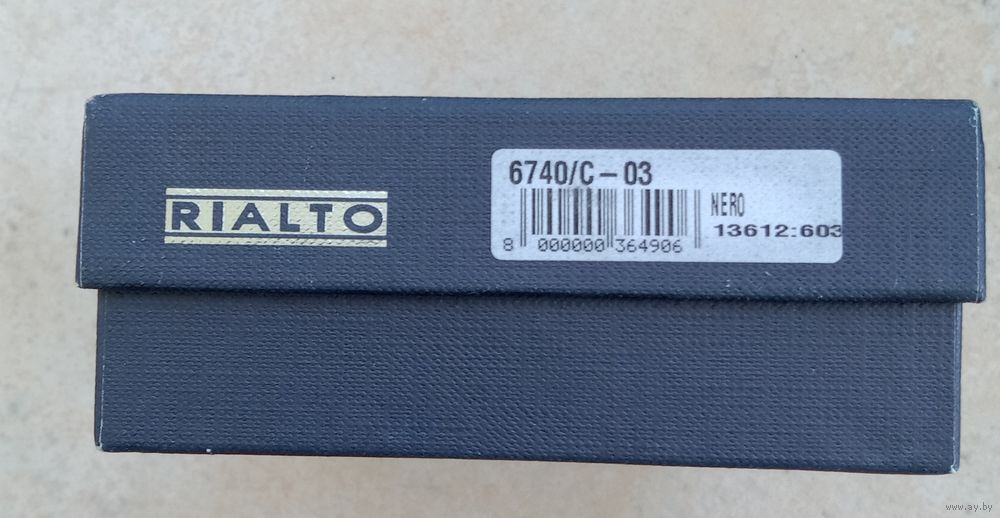 RIALTO
6740/C-03
NERO
13612:603
8 000000 364906
www.ay.by